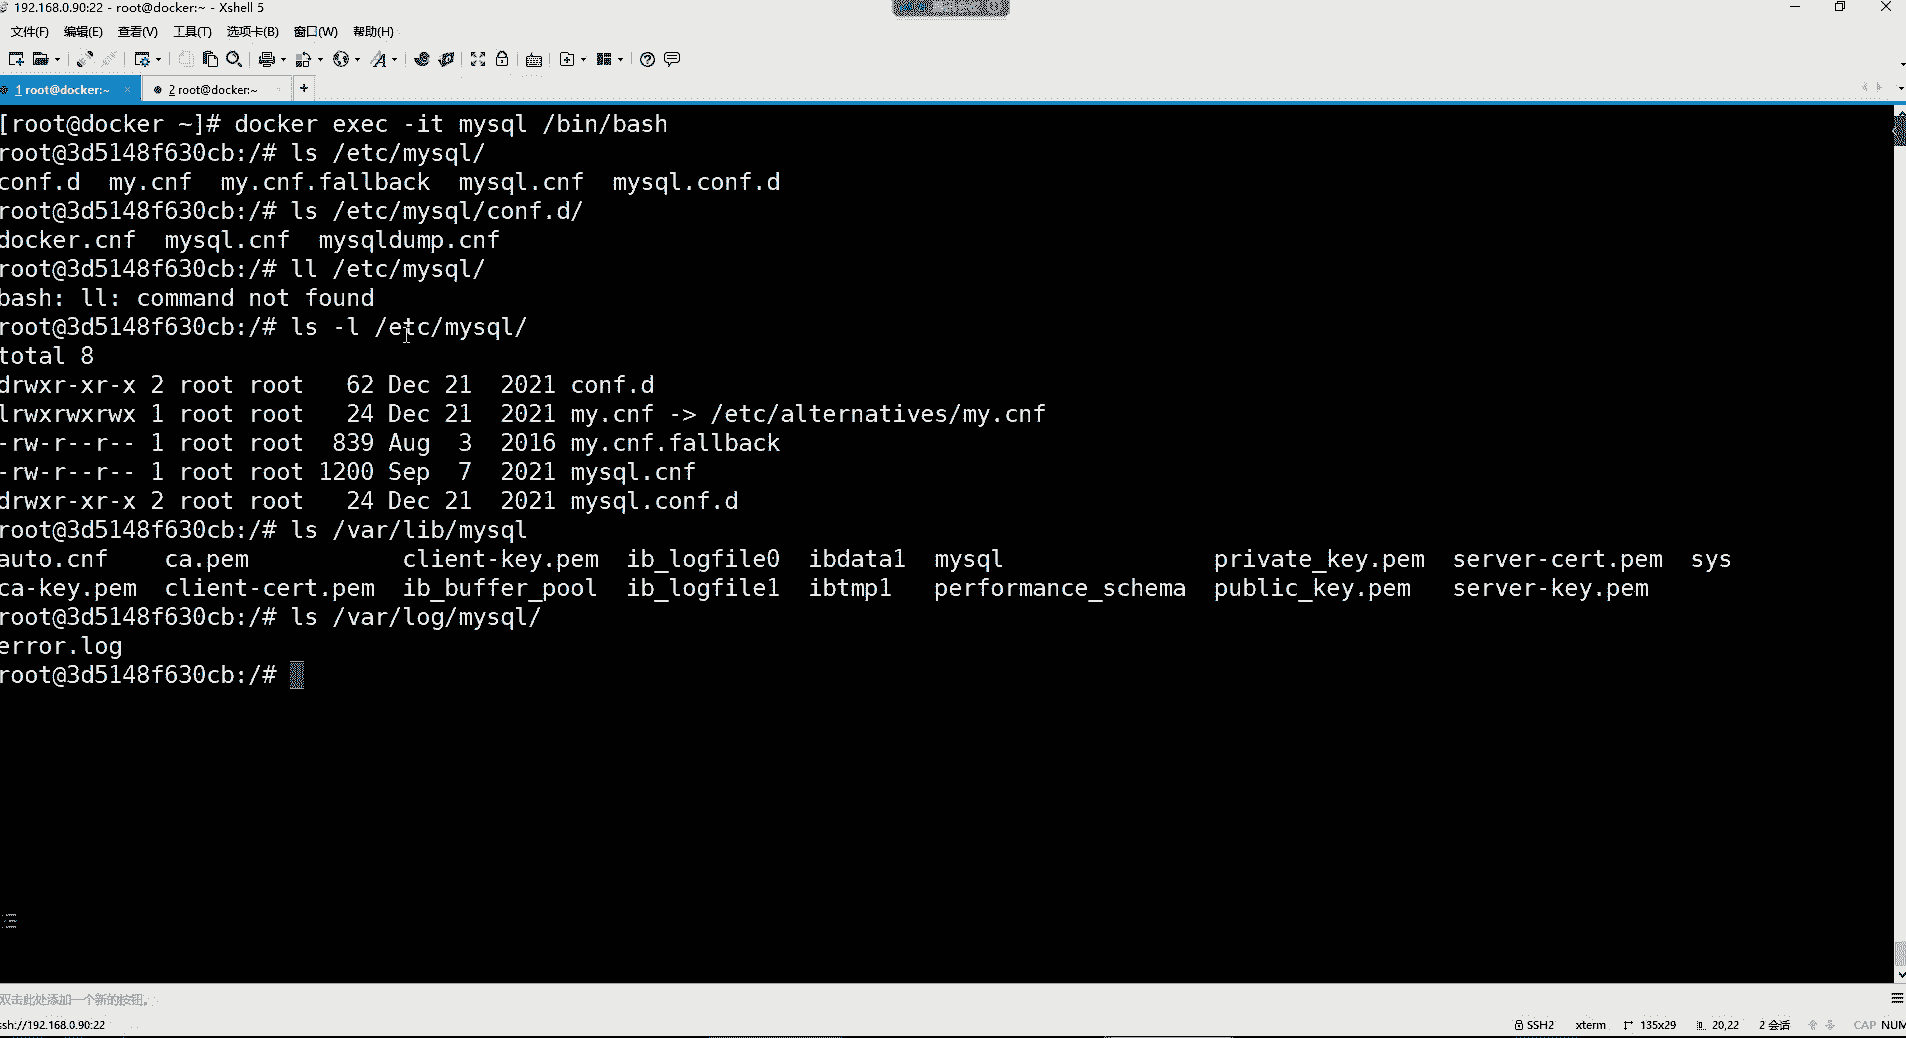 192.168.0.90:22 - root@docker:~ - Xshell 5
文件(F) 编辑(E) 查看(V) 工具(T) 选项卡(B) 窗口(W) 帮助(H)
1 root@docker:~ × 2 root@docker:~ +
[root@docker ~]# docker exec -it mysql /bin/bash
root@3d5148f630cb:/# ls /etc/mysql/
conf.d  my.cnf  my.cnf.fallback  mysql.cnf  mysql.conf.d
root@3d5148f630cb:/# ls /etc/mysql/conf.d/
docker.cnf  mysql.cnf  mysqldump.cnf
root@3d5148f630cb:/# ll /etc/mysql/
bash: ll: command not found
root@3d5148f630cb:/# ls -l /etc/mysql/
total 8
drwxr-xr-x 2 root root   62 Dec 21  2021 conf.d
lrwxrwxrwx 1 root root   24 Dec 21  2021 my.cnf -> /etc/alternatives/my.cnf
-rw-r--r-- 1 root root  839 Aug  3  2016 my.cnf.fallback
-rw-r--r-- 1 root root 1200 Sep  7  2021 mysql.cnf
drwxr-xr-x 2 root root   24 Dec 21  2021 mysql.conf.d
root@3d5148f630cb:/# ls /var/lib/mysql
auto.cnf    ca.pem           client-key.pem  ib_logfile0  ibdata1  mysql               private_key.pem  server-cert.pem  sys
ca-key.pem  client-cert.pem  ib_buffer_pool  ib_logfile1  ibtmp1   performance_schema  public_key.pem   server-key.pem
root@3d5148f630cb:/# ls /var/log/mysql/
error.log
root@3d5148f630cb:/#
双击此处添加一个新的按钮。
ssh://192.168.0.90:22 SSH2 xterm 135x29 20,22 2 会话 CAP NUM